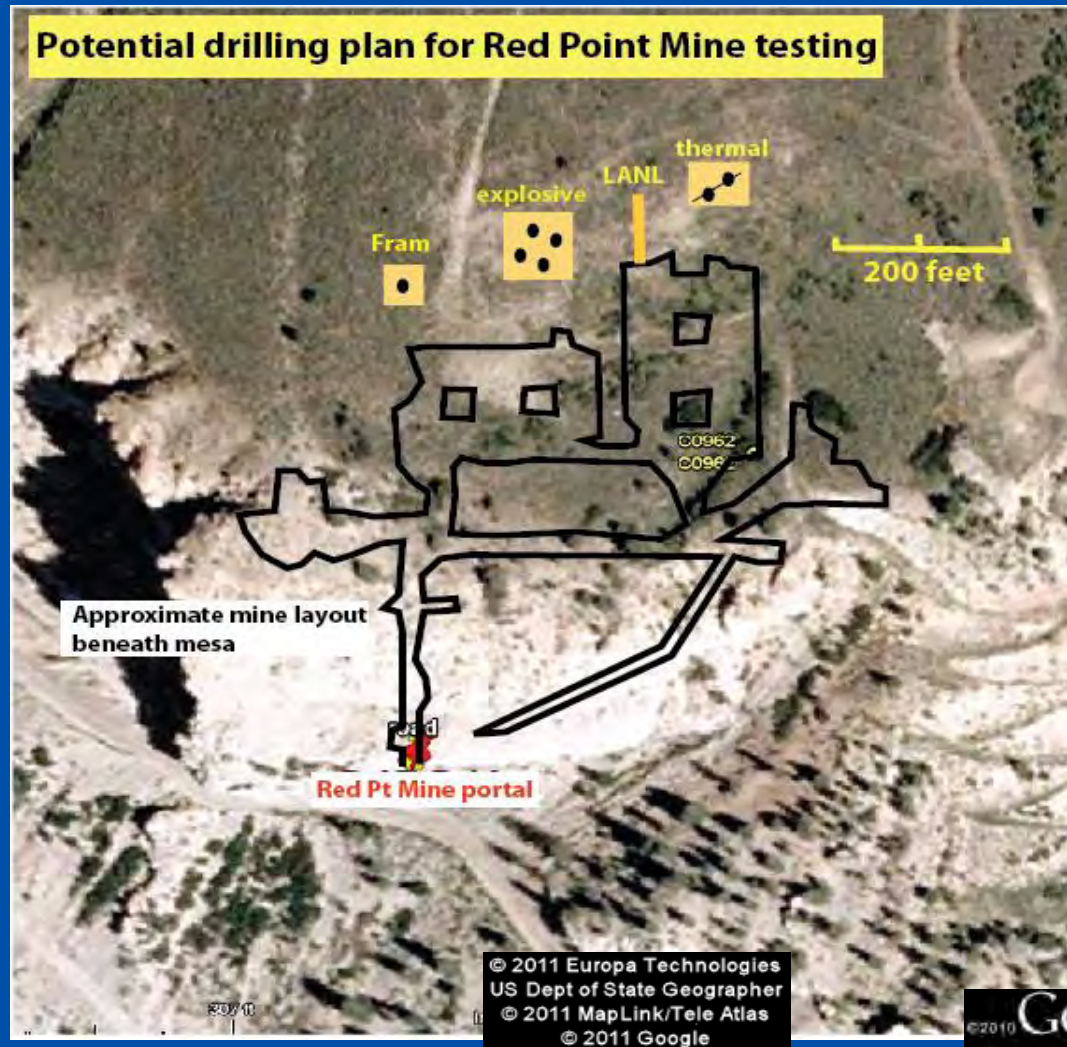 Potential drilling plan for Red Point Mine testing
thermal
LANL
explosive
Fram
200 feet
C0962
Approximate mine layout
beneath mesa
road
Red Pt Mine portal
© 2011 Europa Technologies
US Dept of State Geographer
© 2011 MapLink/Tele Atlas
© 2011 Google
©2010